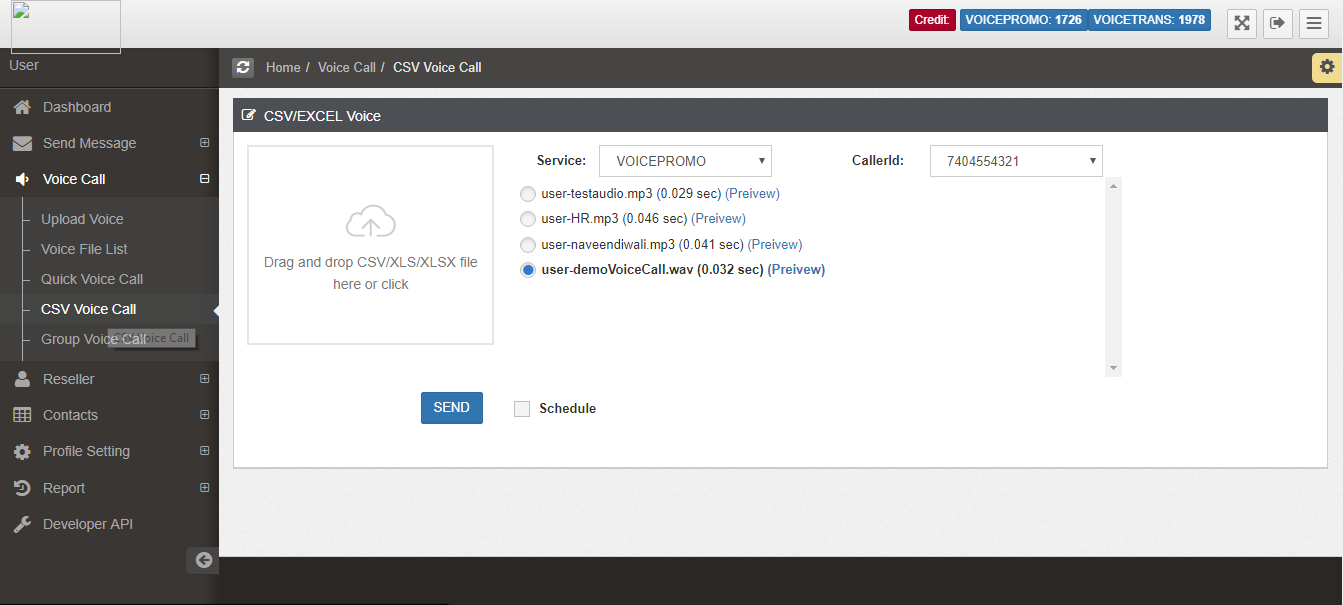 Credit: VOICEPROMO: 1726 VOICETRANS: 1978
User
Home / Voice Call / CSV Voice Call
Dashboard
Send Message
Voice Call
Upload Voice
Voice File List
Quick Voice Call
CSV Voice Call
Group Voice Call
CSV Voice Call
Reseller
Contacts
Profile Setting
Report
Developer API
CSV/EXCEL Voice
Drag and drop CSV/XLS/XLSX file
here or click
Service: VOICEPROMO CallerId: 7404554321
user-testaudio.mp3 (0.029 sec) (Preivew)
user-HR.mp3 (0.046 sec) (Preivew)
user-naveendiwali.mp3 (0.041 sec) (Preivew)
user-demoVoiceCall.wav (0.032 sec) (Preivew)
SEND Schedule